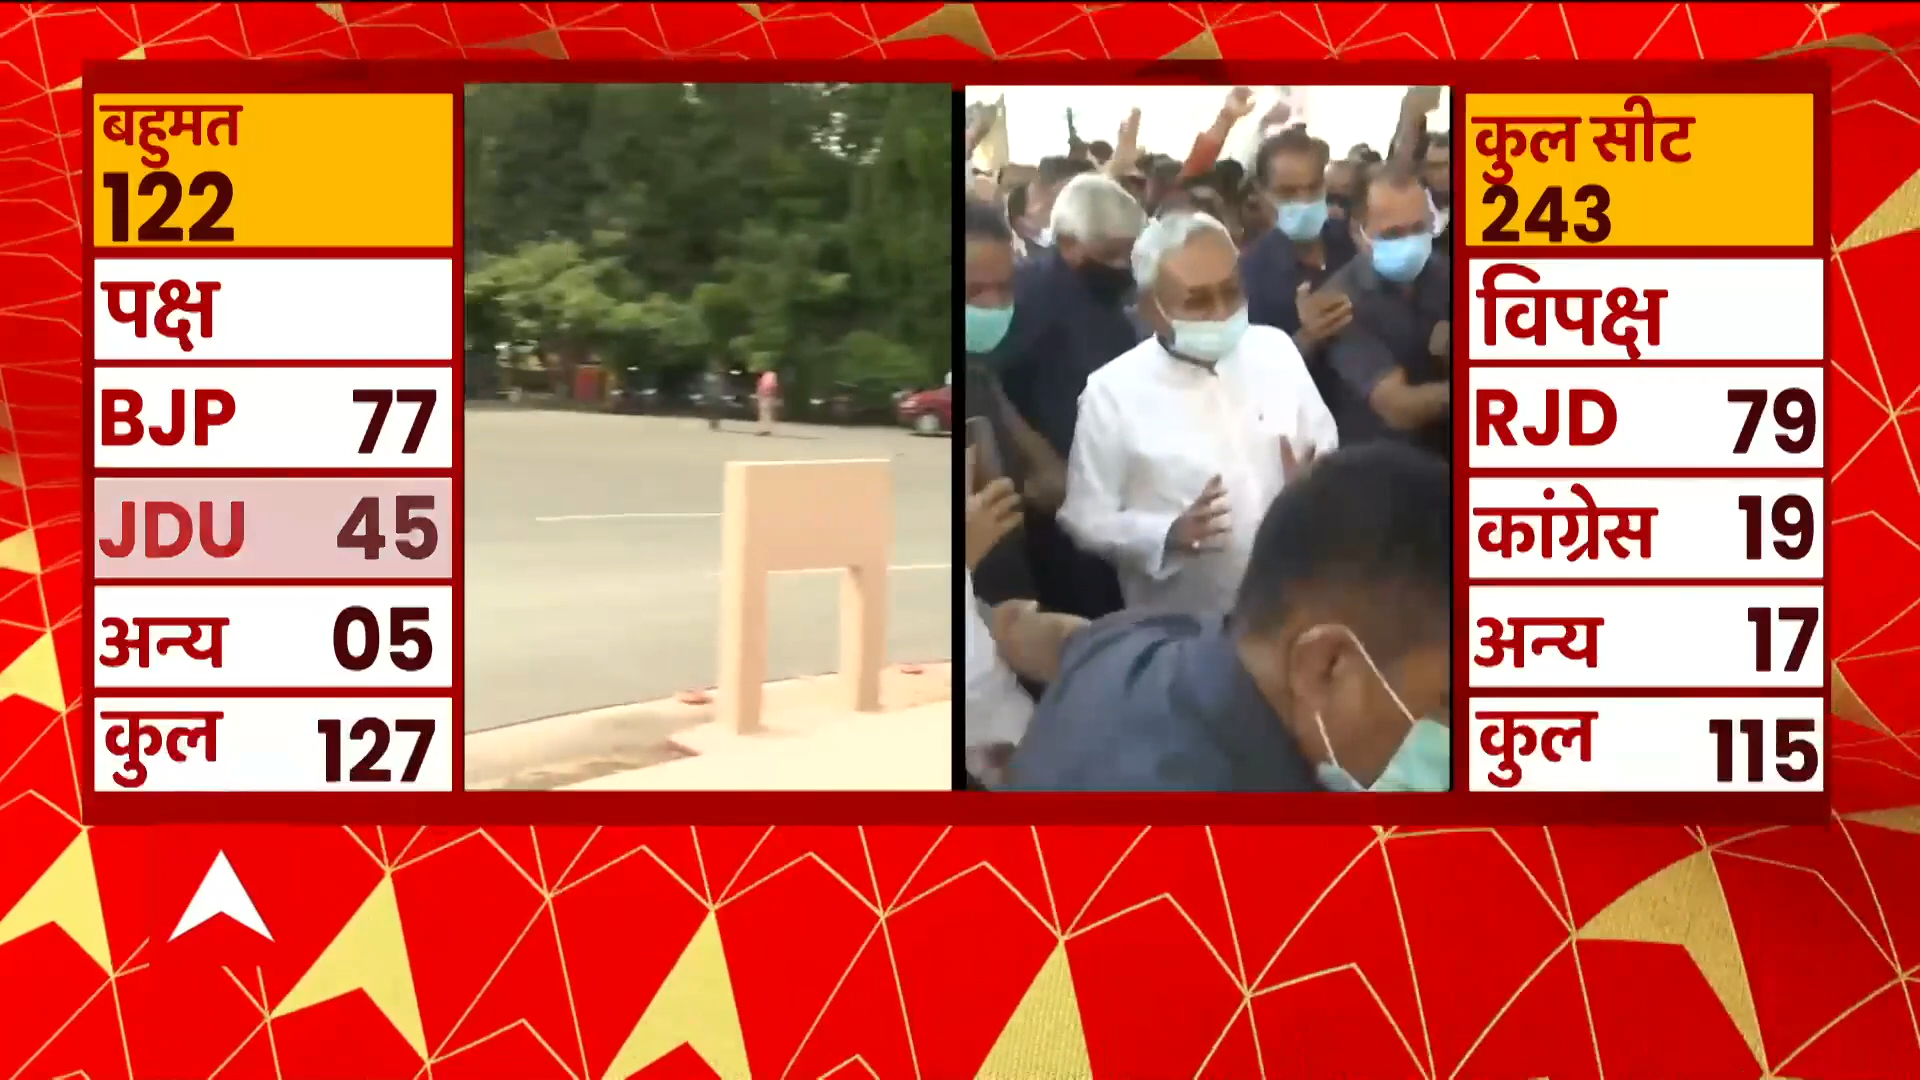 बहुमत
122
पक्ष
BJP 77
JDU 45
अन्य 05
कुल 127
कुल सीट
243
विपक्ष
RJD 79
कांग्रेस 19
अन्य 17
कुल 115